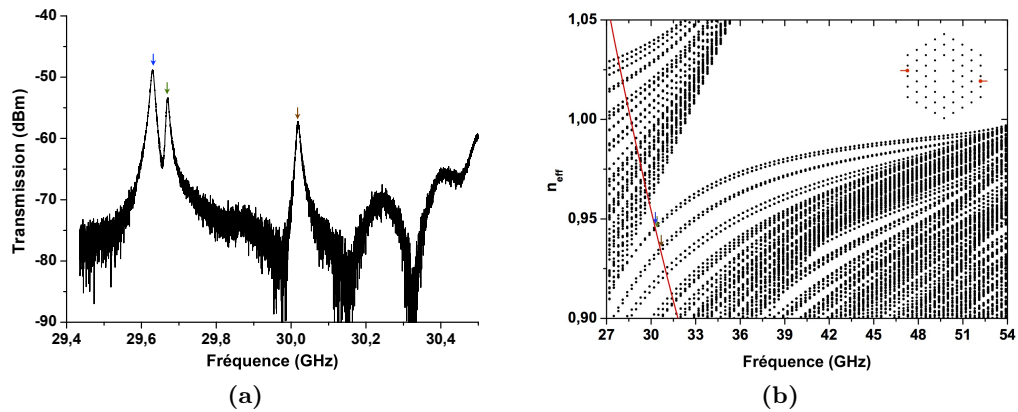 -40
-50
-60
-70
-80
-90
Transmission (dBm)
29,4 29,6 29,8 30,0 30,2 30,4
Fréquence (GHz)
(a)
1,05
1,00
0,95
0,90
n_eff
27 30 33 36 39 42 45 48 51 54
Fréquence (GHz)
(b)